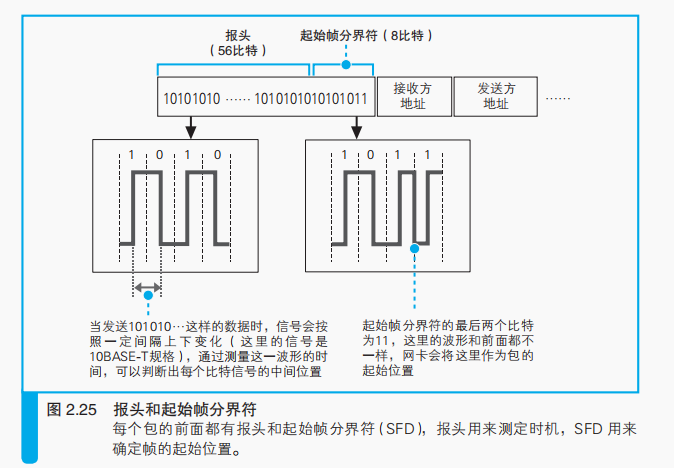 报头
（56比特）
起始帧分界符（8比特）
10101010 …… 1010101010101011
接收方
地址
发送方
地址
……
1 0 1 0
1 0 1 1
当发送101010…这样的数据时，信号会按
照一定间隔上下变化（这里的信号是
10BASE-T规格），通过测量这一波形的时
间，可以判断出每个比特信号的中间位置
起始帧分界符的最后两个比特
为11，这里的波形和前面都不
一样，网卡会将这里作为包的
起始位置
图 2.25 报头和起始帧分界符
每个包的前面都有报头和起始帧分界符（SFD），报头用来测定时机，SFD 用来
确定帧的起始位置。